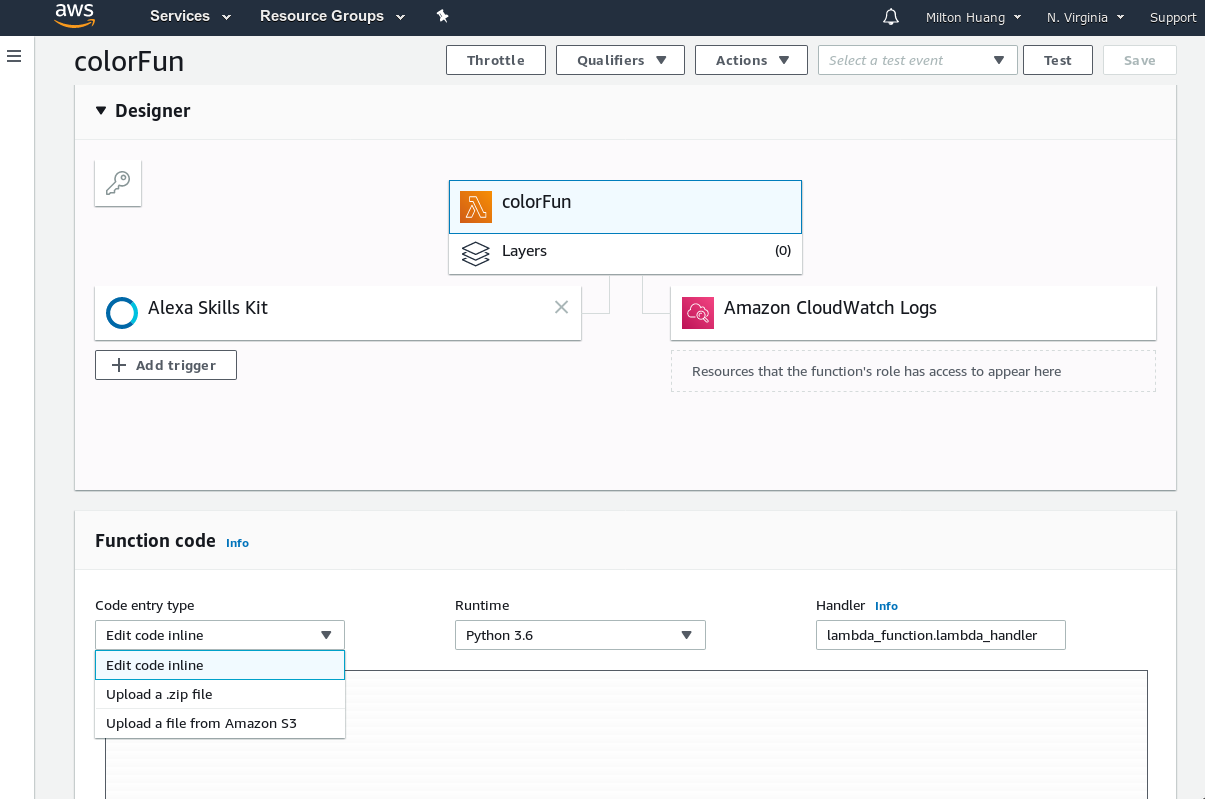 aws Services Resource Groups Milton Huang N. Virginia Support
colorFun Throttle Qualifiers Actions Select a test event Test Save
Designer
colorFun
Layers (0)
Alexa Skills Kit Amazon CloudWatch Logs
Add trigger Resources that the function's role has access to appear here
Function code Info
Code entry type Runtime Handler Info
Edit code inline Python 3.6 lambda_function.lambda_handler
Edit code inline
Upload a .zip file
Upload a file from Amazon S3